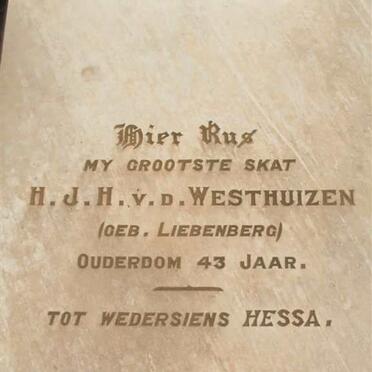 Hier Rus
MY GROOTSTE SKAT
H.J.H.v.d.WESTHUIZEN
(GEB. LIEBENBERG)
OUDERDOM 43 JAAR.
TOT WEDERSIENS HESSA.